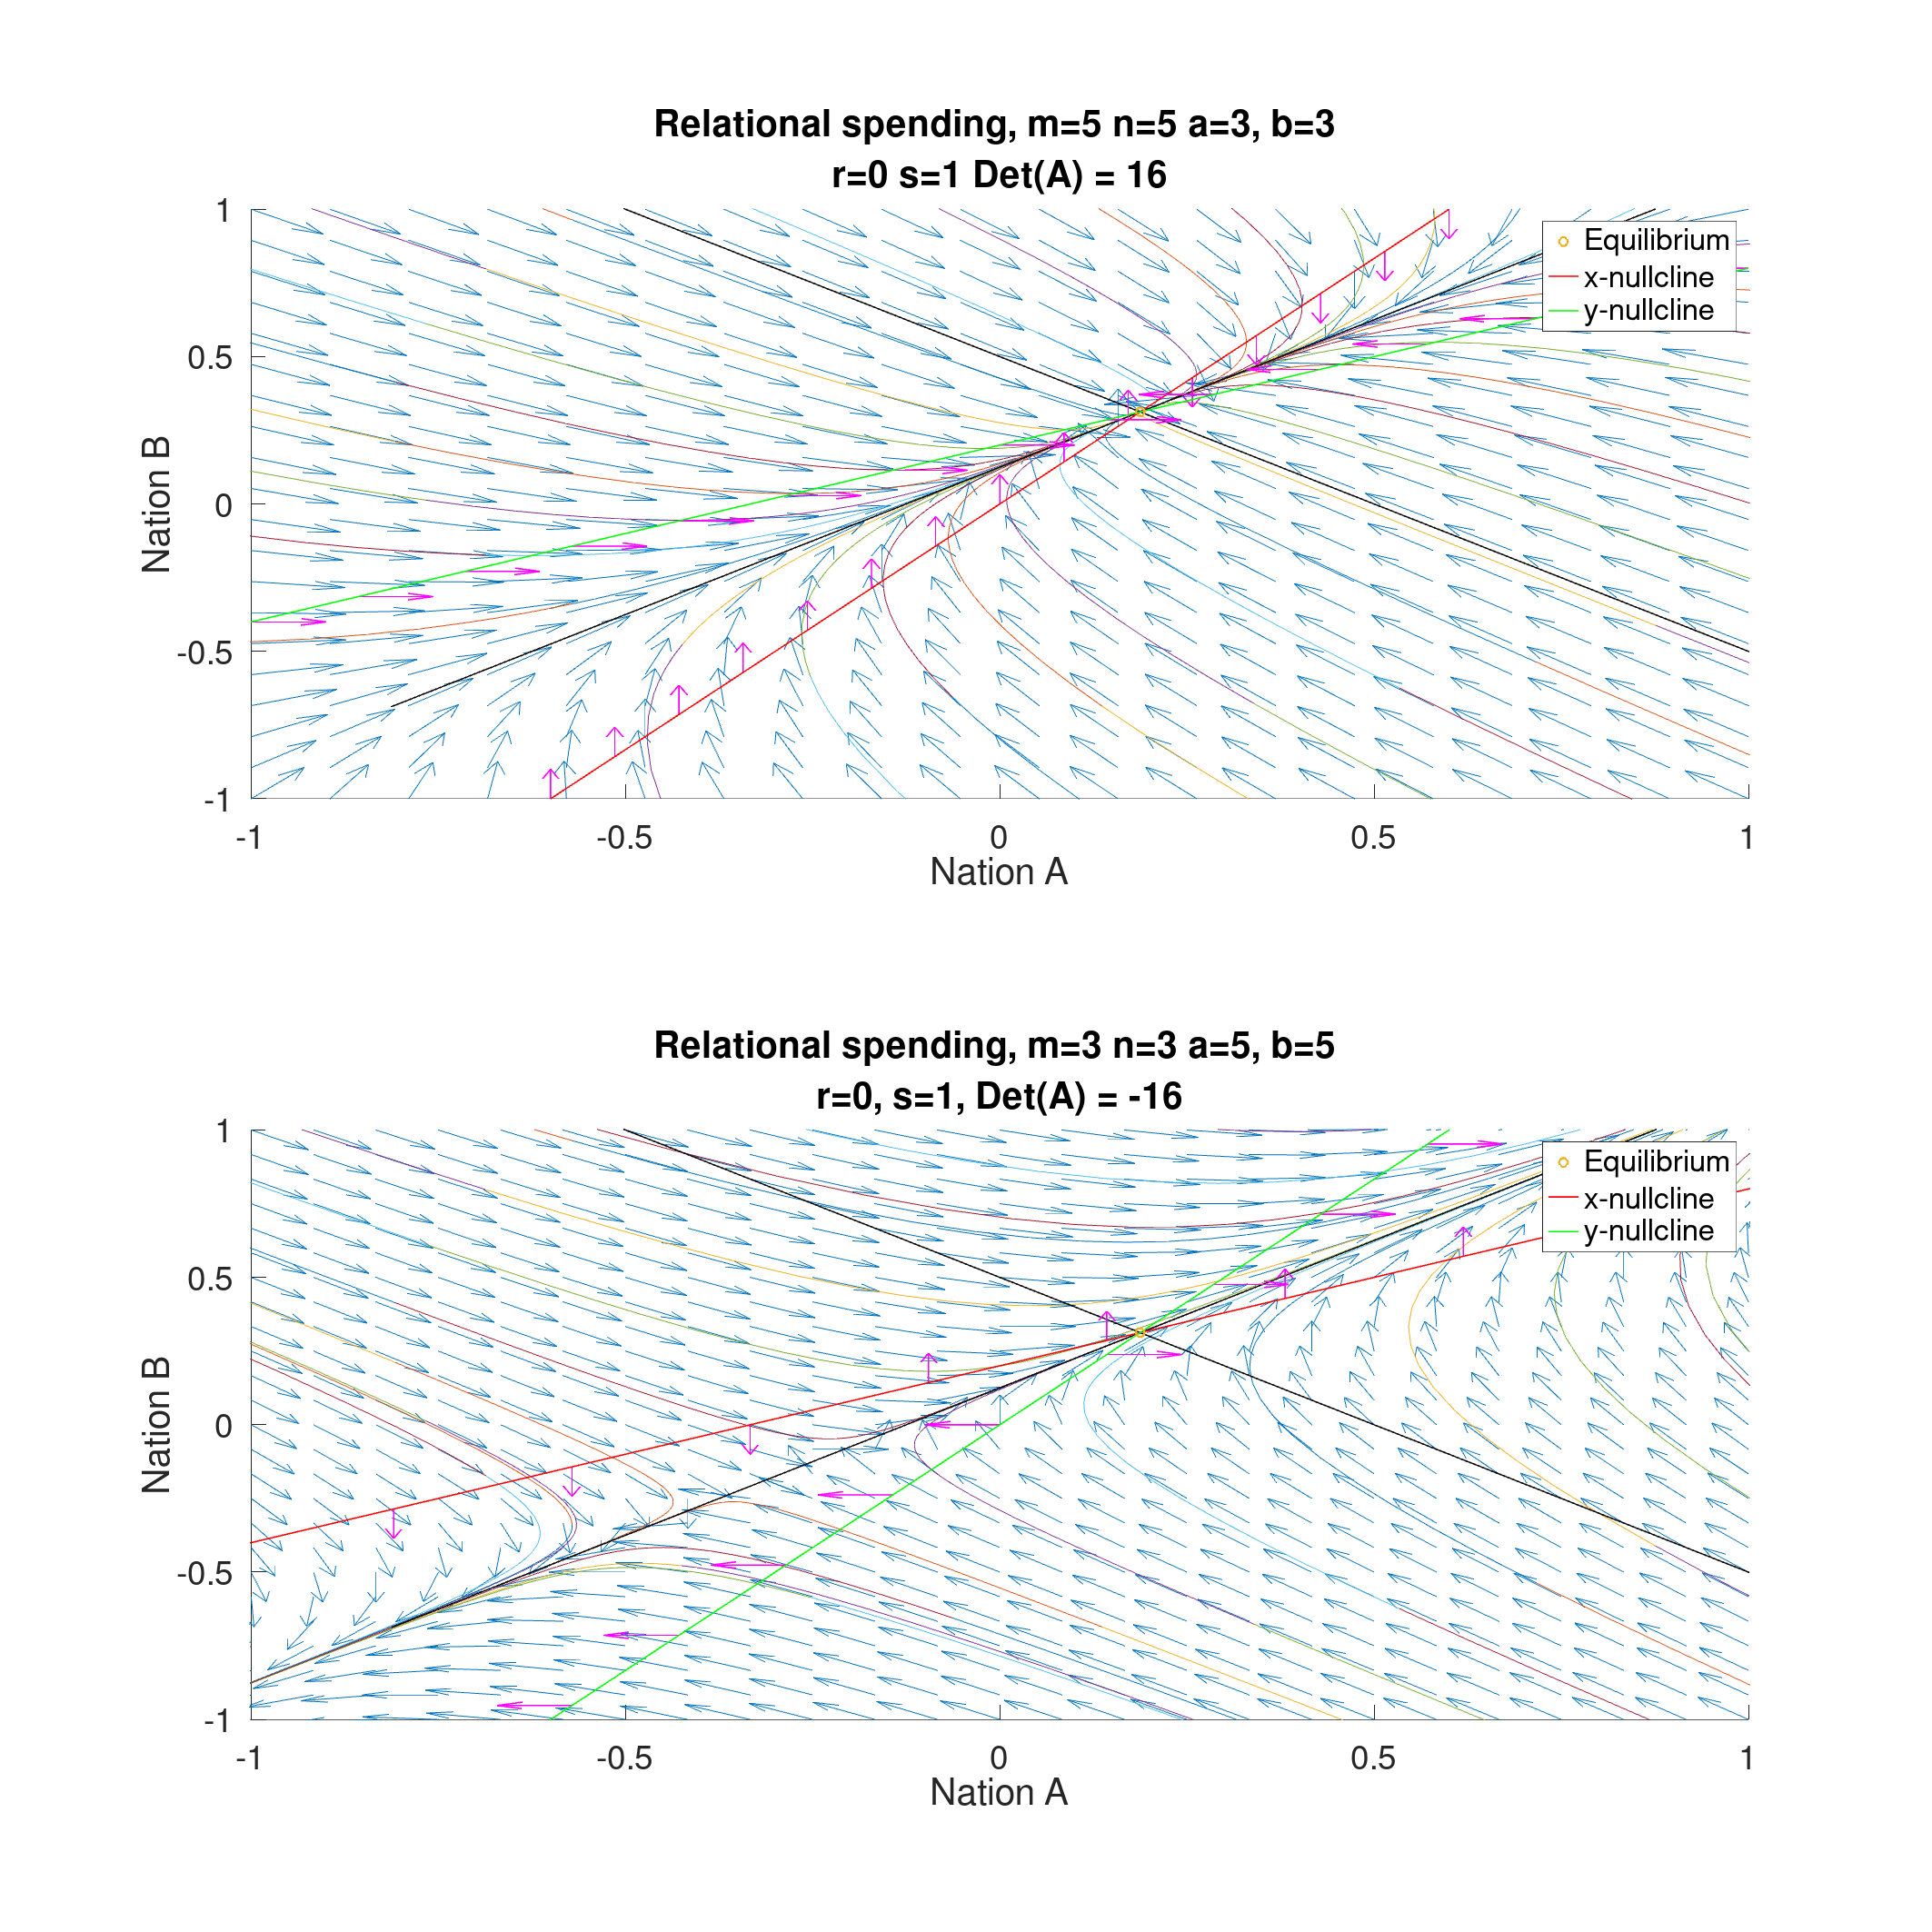 Relational spending, m=5 n=5 a=3, b=3
r=0 s=1 Det(A) = 16
1
0.5
0
-0.5
-1
Nation B
Equilibrium
x-nullcline
y-nullcline
-1
-0.5
0
0.5
1
Nation A
Relational spending, m=3 n=3 a=5, b=5
r=0, s=1, Det(A) = -16
1
0.5
0
-0.5
-1
Nation B
Equilibrium
x-nullcline
y-nullcline
-1
-0.5
0
0.5
1
Nation A